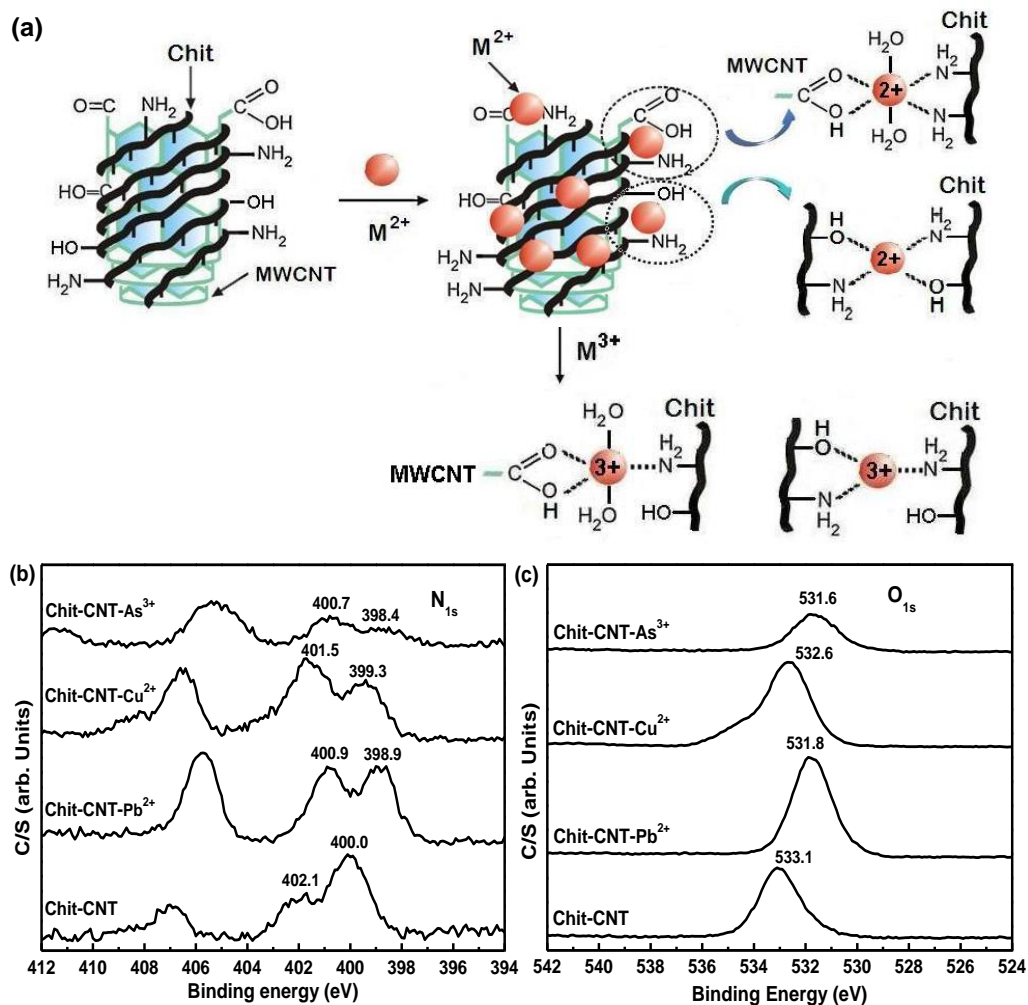 (a)
Chit
O=C
NH2
C
O
OH
NH2
HO=C
OH
HO
NH2
H2N
MWCNT
M2+
M2+
O=C
NH2
C
O
OH
NH2
HO=C
OH
HO
NH2
H2N
MWCNT
C
O
O
H
H2O
2+
H2O
H2
N
N
H2
Chit
Chit
H
O
N
H2
2+
H2
N
O
H
M3+
MWCNT
C
O
O
H
H2O
3+
H2O
Chit
H2
N
HO
H
O
N
H2
3+
Chit
H2
N
HO
(b)
N1s
Chit-CNT-As3+
400.7
398.4
Chit-CNT-Cu2+
401.5
399.3
Chit-CNT-Pb2+
400.9
398.9
Chit-CNT
402.1
400.0
C/S (arb. Units)
412 410 408 406 404 402 400 398 396 394
Binding energy (eV)
(c)
O1s
Chit-CNT-As3+
531.6
Chit-CNT-Cu2+
532.6
Chit-CNT-Pb2+
531.8
Chit-CNT
533.1
C/S (arb. Units)
542 540 538 536 534 532 530 528 526 524
Binding Energy (eV)